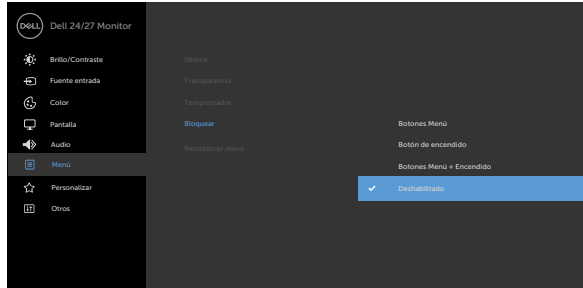 DELL
Dell 24/27 Monitor
Brillo/Contraste
Fuente entrada
Color
Pantalla
Audio
Menú
Personalizar
Otros
Idioma
Transparencia
Temporizador
Bloquear
Restablecer menú
Botones Menú
Botón de encendido
Botones Menú + Encendido
Deshabilitado